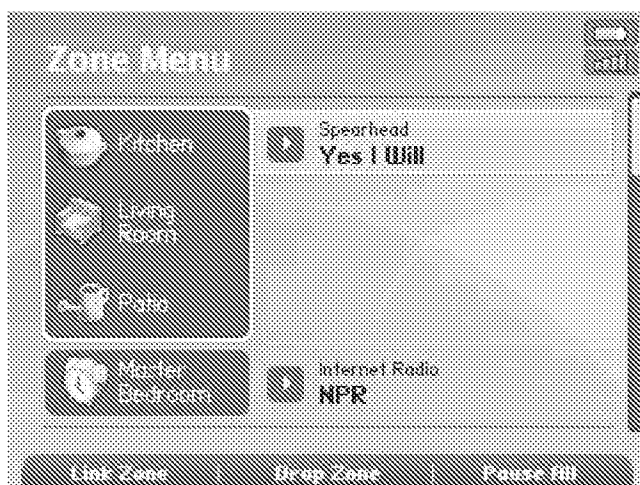 Zone Menu
Kitchen
Spearhead
Yes I Will
Living
Room
Patio
Master
Bedroom
Internet Radio
NPR
Link Zone | Drop Zone | Pause All